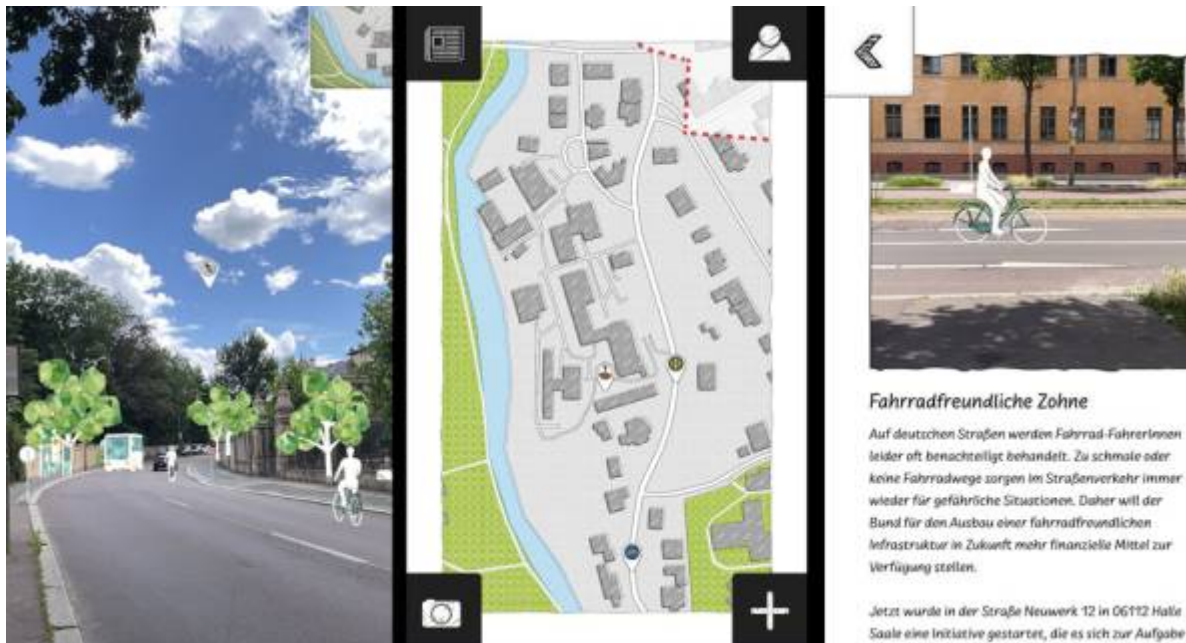 Fahrradfreundliche Zohne
Auf deutschen Straßen werden Fahrrad-FahrerInnen
leider oft benachteiligt behandelt. Zu schmale oder
keine Fahrradwege sorgen im Straßenverkehr immer
wieder für gefährliche Situationen. Daher will der
Bund für den Ausbau einer fahrradfreundlichen
Infrastruktur in Zukunft mehr finanzielle Mittel zur
Verfügung stellen.
Jetzt wurde in der Straße Neuwerk 12 in 06112 Halle
Saale eine Initiative gestartet, die es sich zur Aufgabe